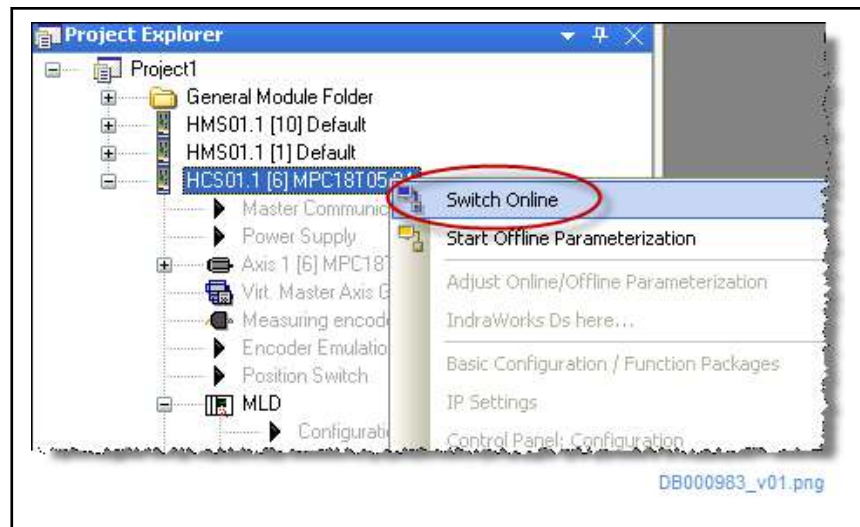 Project Explorer
Project1
General Module Folder
HMS01.1 [10] Default
HMS01.1 [1] Default
HCS01.1 [6] MPC18T05
Switch Online
Master Communic
Start Offline Parameterization
Power Supply
Axis 1 [6] MPC18
Adjust Online/Offline Parameterization
Virt. Master Axis G
IndraWorks Ds here...
Measuring encode
Encoder Emulatio
Basic Configuration / Function Packages
Position Switch
IP Settings
MLD
Configurati
Control Panel: Configuration
DB000983_v01.png